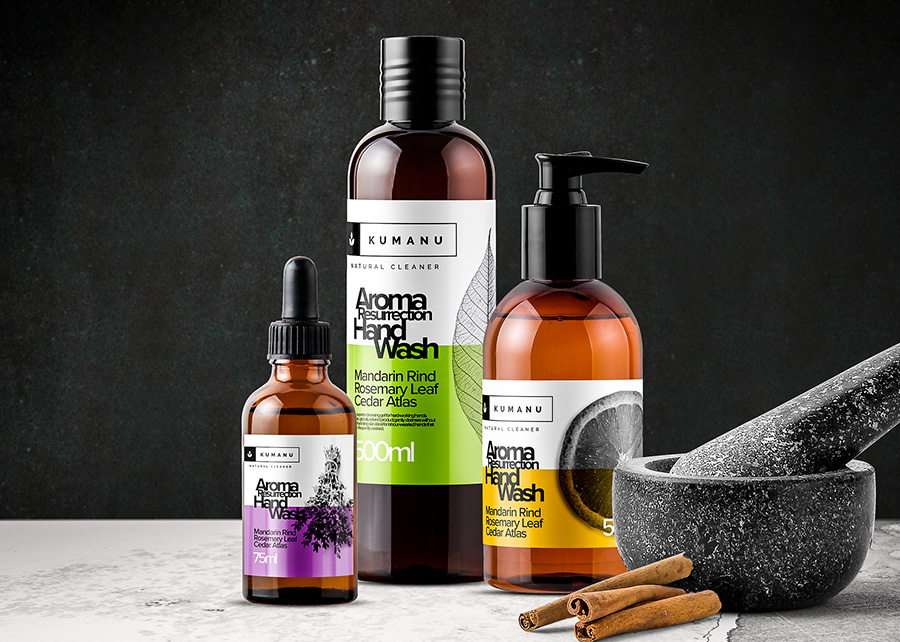 KUMANU
NATURAL CLEANER
Aroma
Resurrection
Hand
Wash
Mandarin Rind
Rosemary Leaf
Cedar Atlas
500ml
KUMANU
NATURAL CLEANER
Aroma
Resurrection
Hand
Wash
Mandarin Rind
Rosemary Leaf
Cedar Atlas
5
KUMANU
NATURAL CLEANER
Aroma
Resurrection
Hand
Wash
Mandarin Rind
Rosemary Leaf
Cedar Atlas
75ml